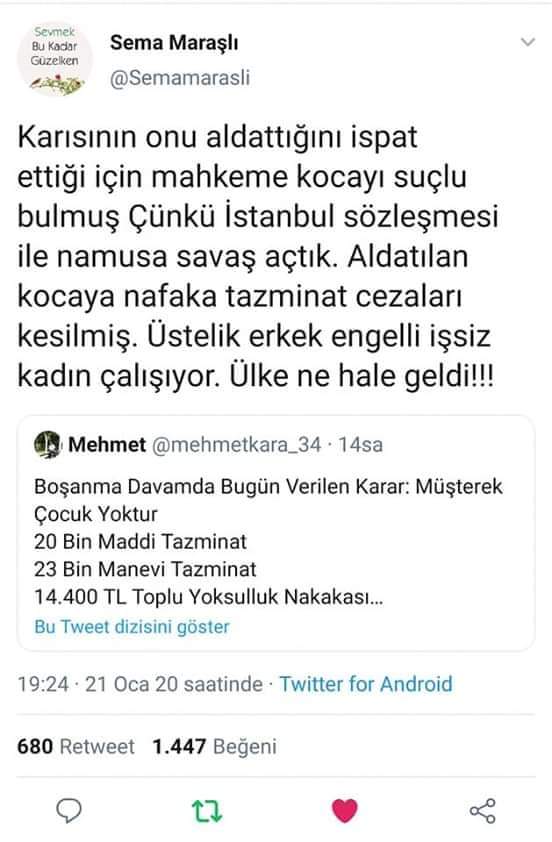 Sevmek
Bu Kadar
Güzelken
Sema Maraşlı
@Semamarasli
Karısının onu aldattığını ispat
ettiği için mahkeme kocayı suçlu
bulmuş Çünkü İstanbul sözleşmesi
ile namusa savaş açtık. Aldatılan
kocaya nafaka tazminat cezaları
kesilmiş. Üstelik erkek engelli işsiz
kadın çalışıyor. Ülke ne hale geldi!!!
Mehmet @mehmetkara_34 · 14sa
Boşanma Davamda Bugün Verilen Karar: Müşterek
Çocuk Yoktur
20 Bin Maddi Tazminat
23 Bin Manevi Tazminat
14.400 TL Toplu Yoksulluk Nakakası...
Bu Tweet dizisini göster
19:24 · 21 Oca 20 saatinde · Twitter for Android
680 Retweet 1.447 Beğeni